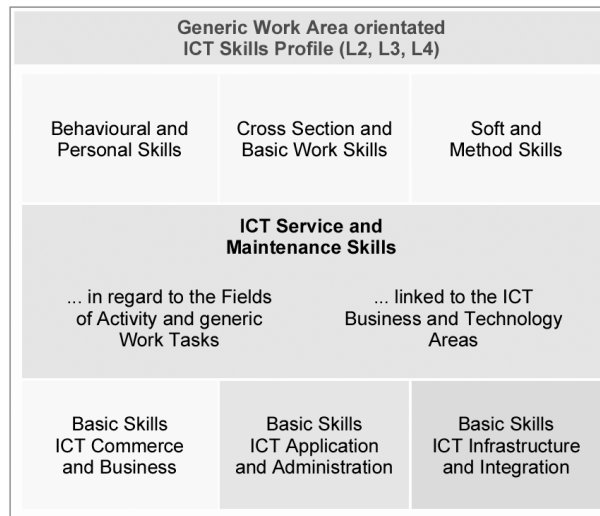 Generic Work Area orientated
ICT Skills Profile (L2, L3, L4)
Behavioural and
Personal Skills
Cross Section and
Basic Work Skills
Soft and
Method Skills
ICT Service and
Maintenance Skills
... in regard to the Fields
of Activity and generic
Work Tasks
... linked to the ICT
Business and Technology
Areas
Basic Skills
ICT Commerce
and Business
Basic Skills
ICT Application
and Administration
Basic Skills
ICT Infrastructure
and Integration